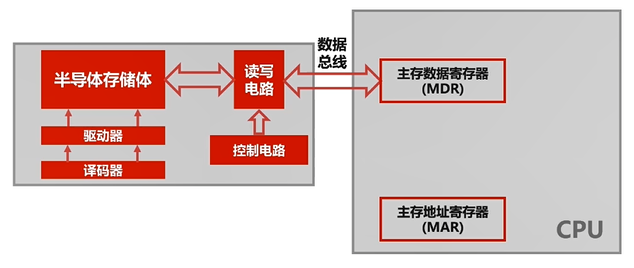 数据
总线
半导体存储体
读写
电路
主存数据寄存器
(MDR)
驱动器
控制电路
译码器
主存地址寄存器
(MAR)
CPU